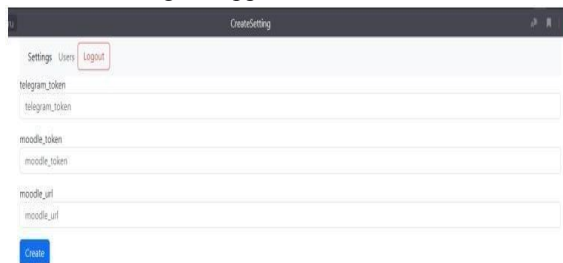 CreateSetting
Settings Users Logout
telegram_token
telegram_token
moodle_token
moodle_token
moodle_url
moodle_url
Create